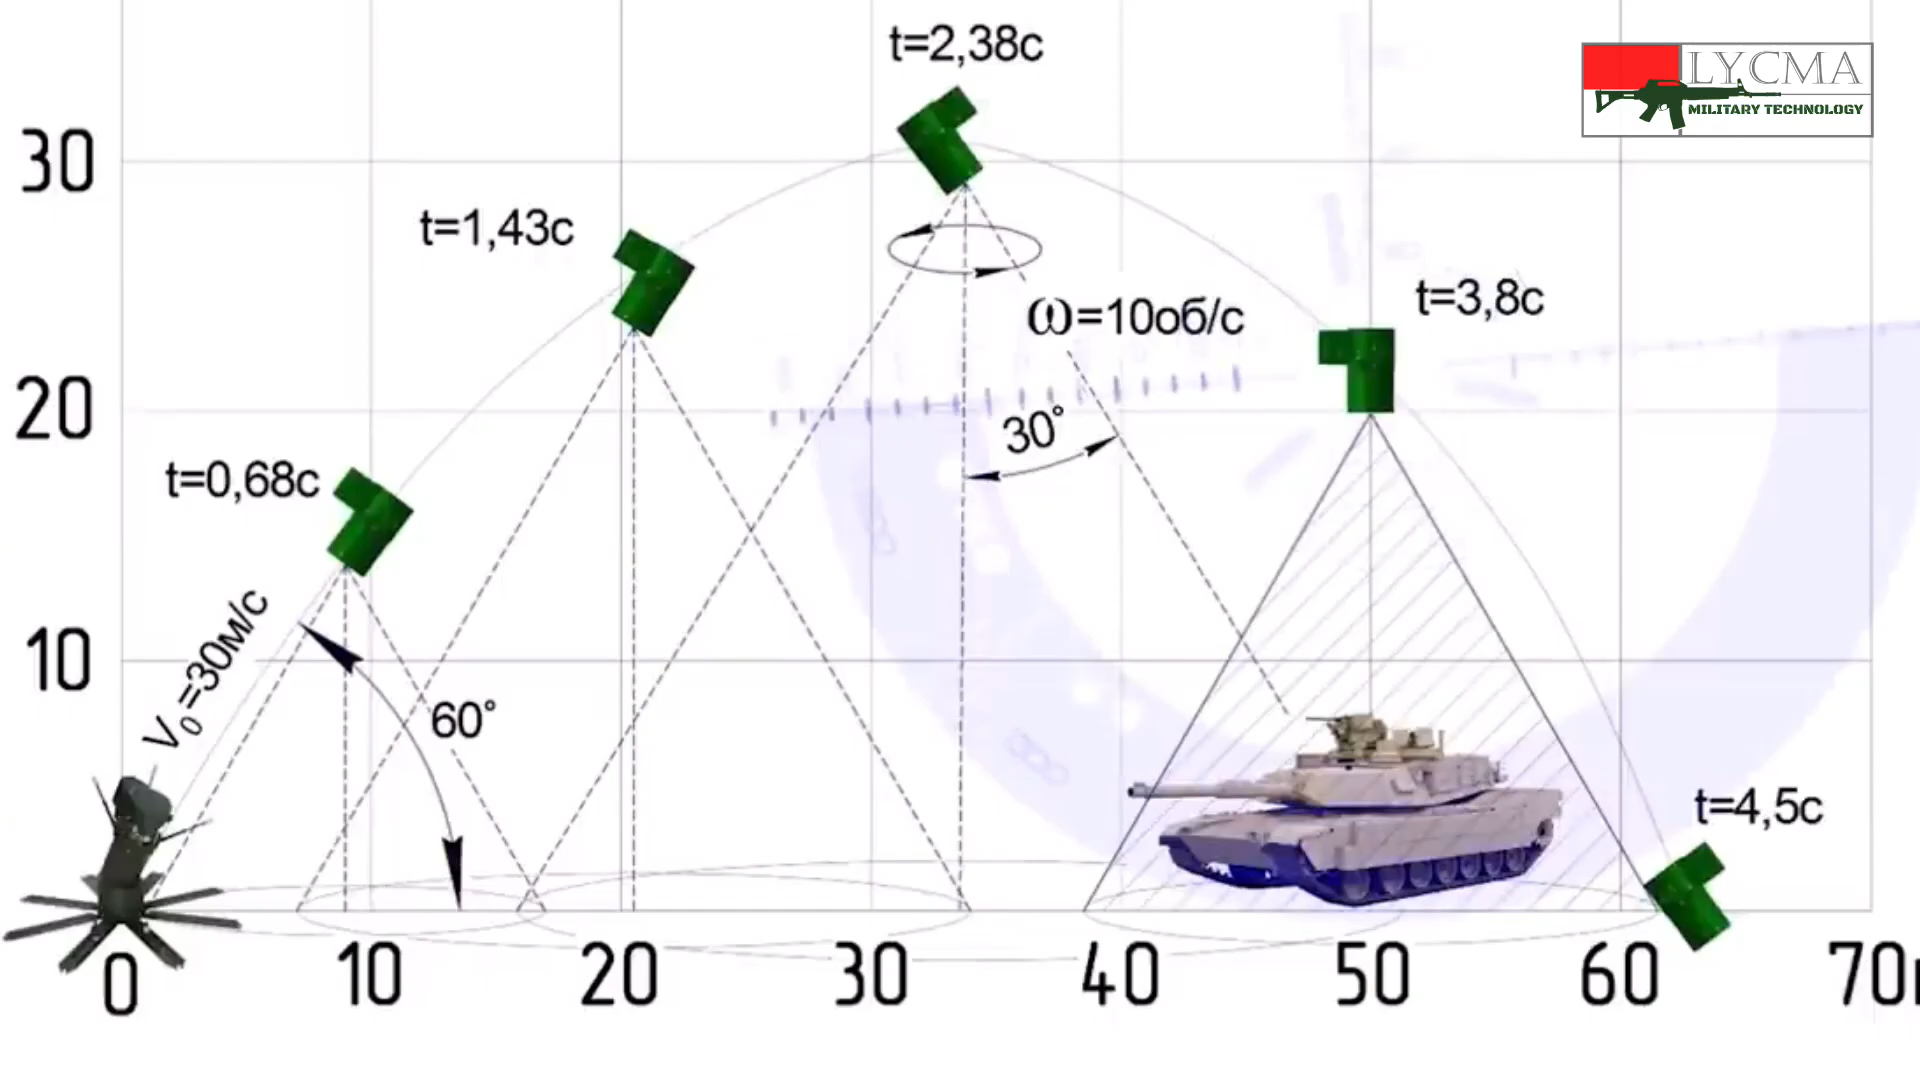 t=2,38c
LYCMA
MILITARY TECHNOLOGY
30
t=1,43c
t=3,8c
ω=10об/с
20
30°
t=0,68c
V₀=30м/с
10
60°
t=4,5c
0
10
20
30
40
50
60
70